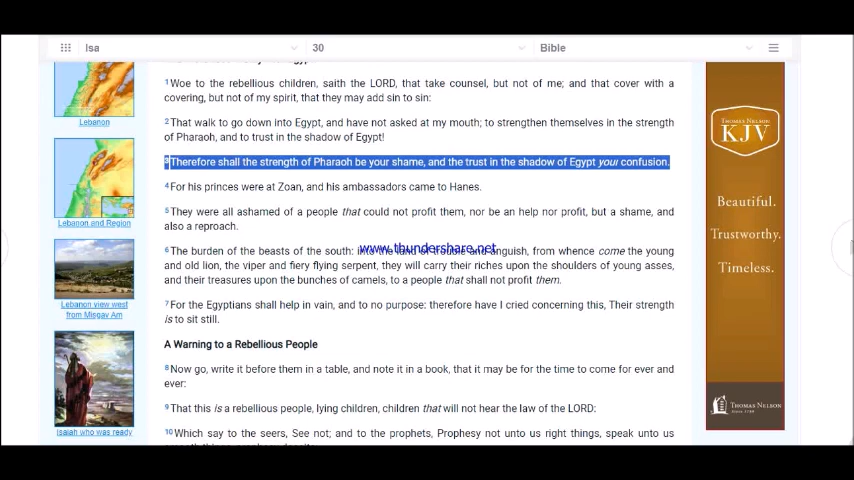 Isa
30
Bible
Lebanon
Lebanon and Region
Lebanon view west
from Misgav Am
Isaiah who was ready
1Woe to the rebellious children, saith the LORD, that take counsel, but not of me; and that cover with a
covering, but not of my spirit, that they may add sin to sin:
2That walk to go down into Egypt, and have not asked at my mouth; to strengthen themselves in the strength
of Pharaoh, and to trust in the shadow of Egypt!
3Therefore shall the strength of Pharaoh be your shame, and the trust in the shadow of Egypt your confusion.
4For his princes were at Zoan, and his ambassadors came to Hanes.
5They were all ashamed of a people that could not profit them, nor be an help nor profit, but a shame, and
also a reproach.
6The burden of the beasts of the south: into the land of trouble and anguish, from whence come the young
and old lion, the viper and fiery flying serpent, they will carry their riches upon the shoulders of young asses,
and their treasures upon the bunches of camels, to a people that shall not profit them.
www.thundershare.net
7For the Egyptians shall help in vain, and to no purpose: therefore have I cried concerning this, Their strength
is to sit still.
A Warning to a Rebellious People
8Now go, write it before them in a table, and note it in a book, that it may be for the time to come for ever and
ever:
9That this is a rebellious people, lying children, children that will not hear the law of the LORD:
10Which say to the seers, See not; and to the prophets, Prophesy not unto us right things, speak unto us
THOMAS NELSON
KJV
Beautiful.
Trustworthy.
Timeless.
THOMAS NELSON